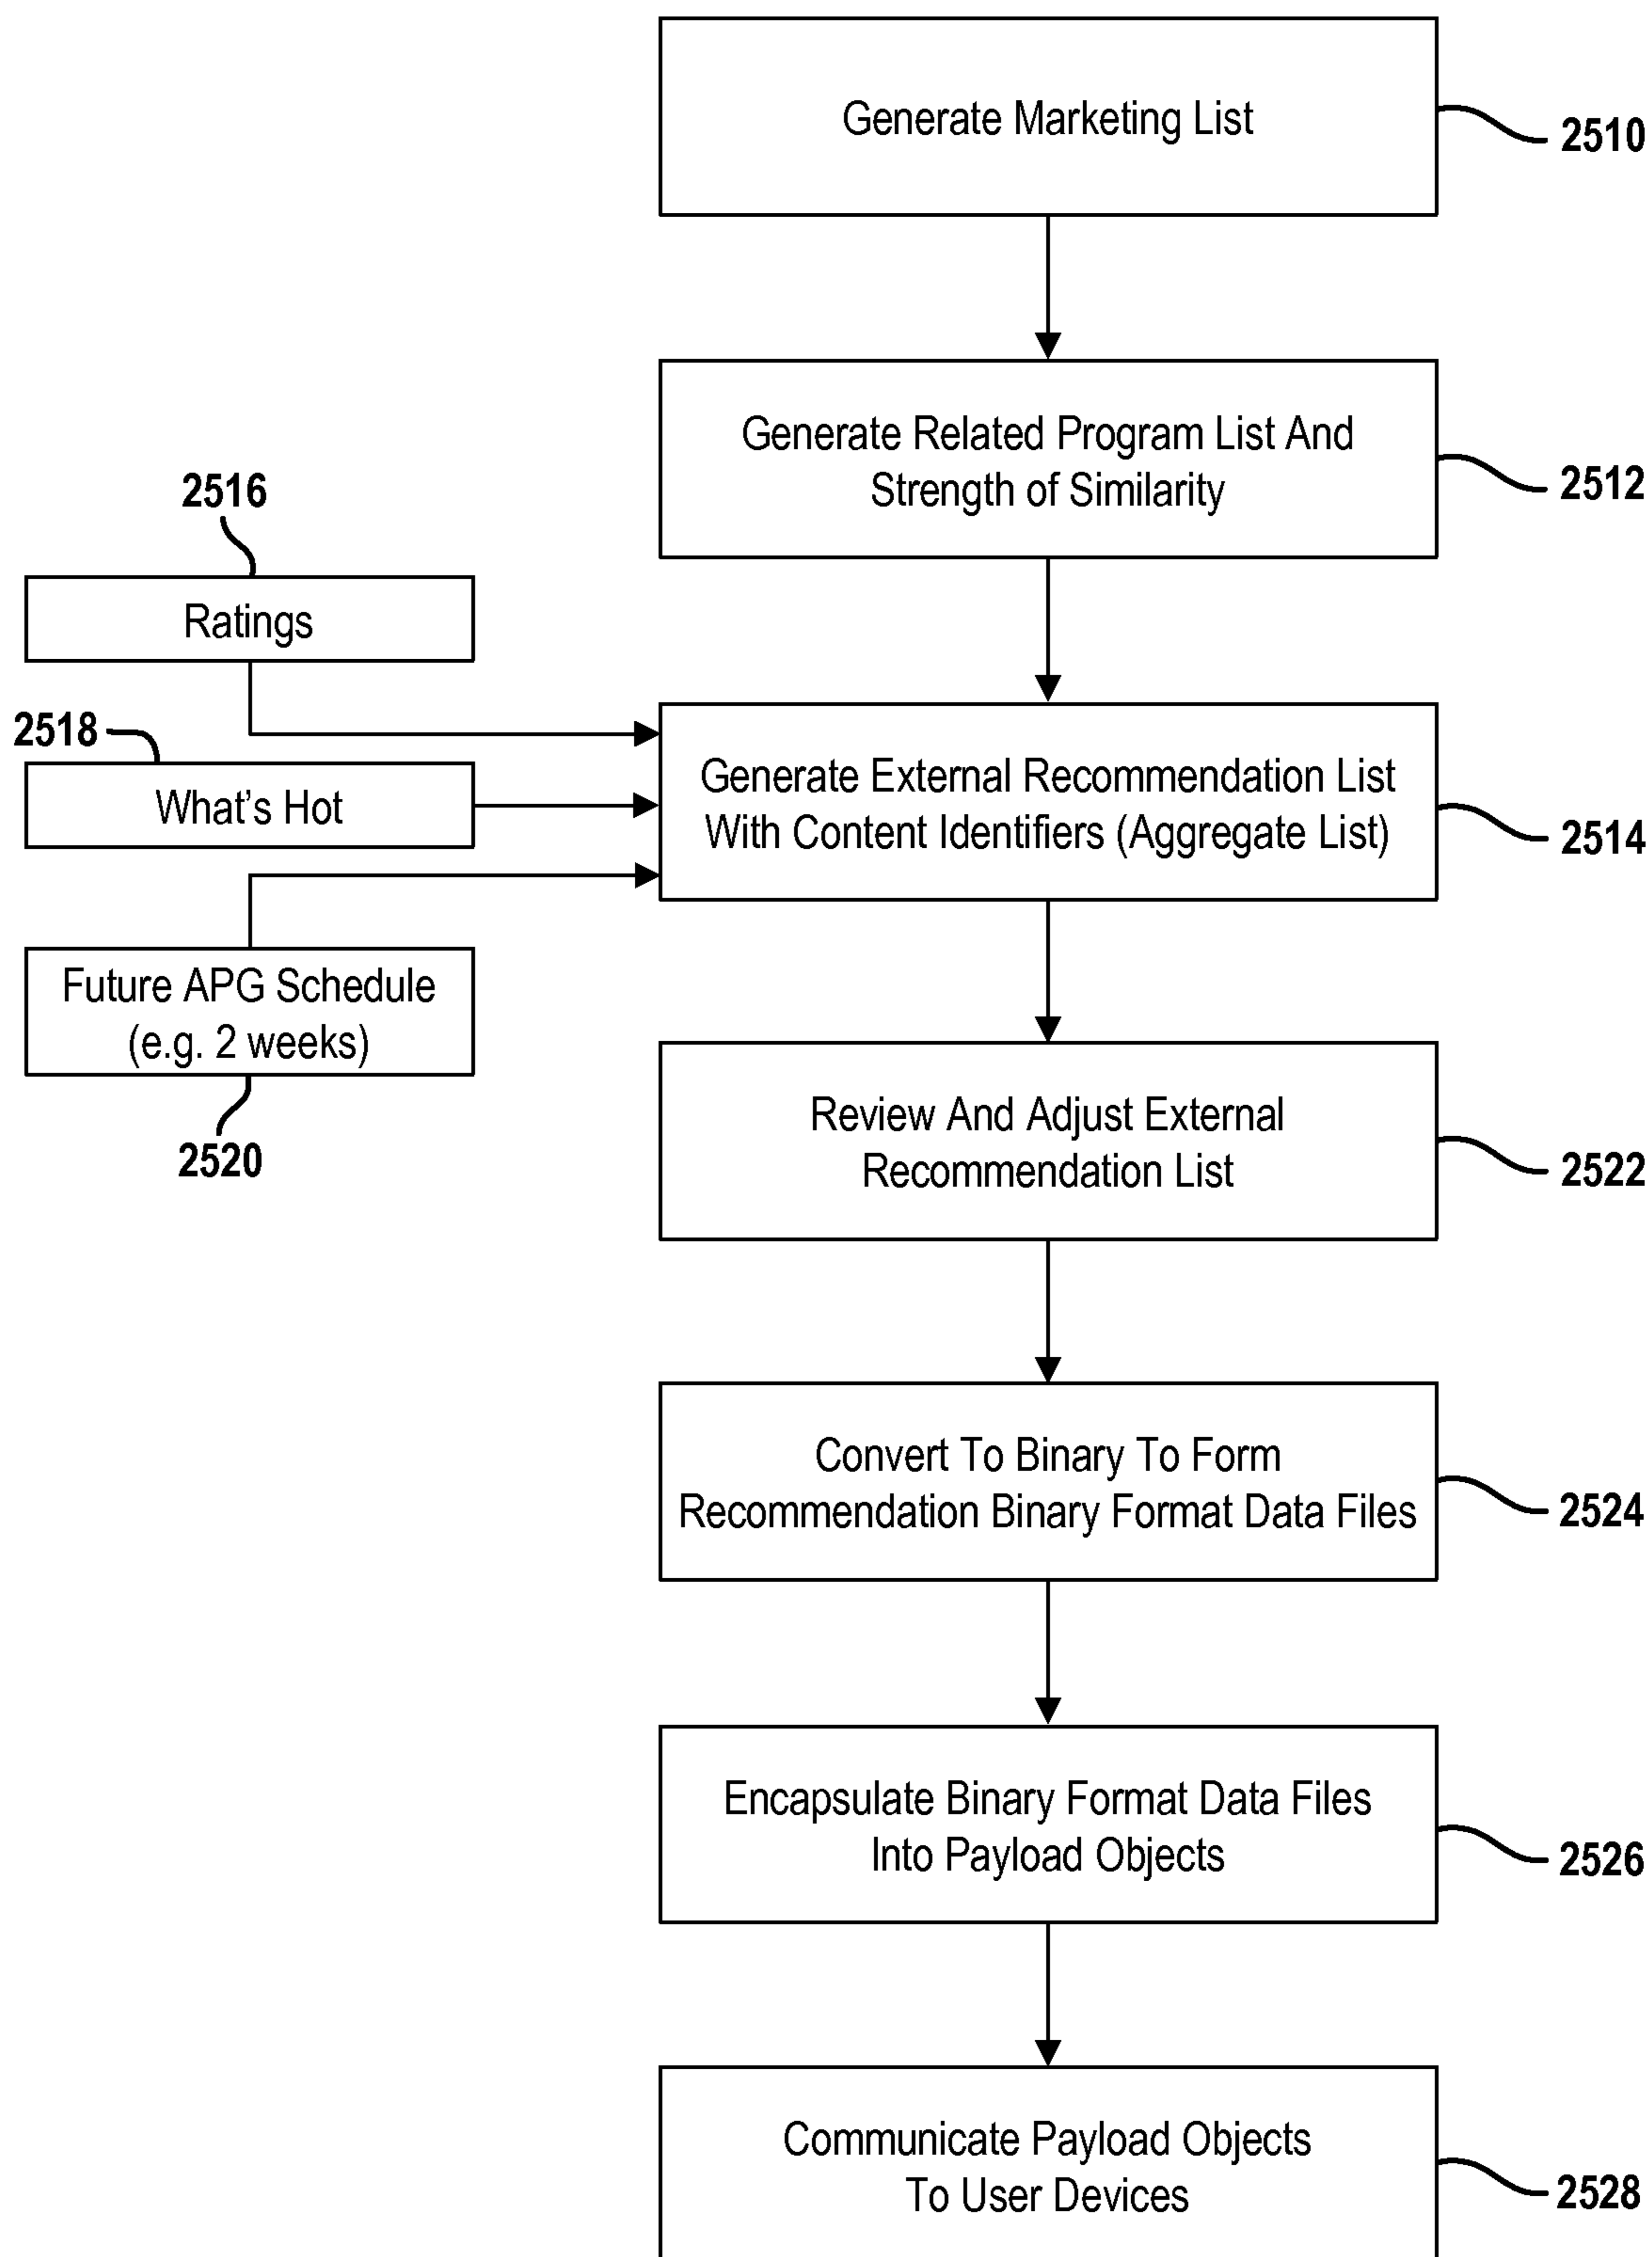 Generate Marketing List
2510
Generate Related Program List And
Strength of Similarity
2512
2516
Ratings
2518
What's Hot
Generate External Recommendation List
With Content Identifiers (Aggregate List)
2514
Future APG Schedule
(e.g. 2 weeks)
2520
Review And Adjust External
Recommendation List
2522
Convert To Binary To Form
Recommendation Binary Format Data Files
2524
Encapsulate Binary Format Data Files
Into Payload Objects
2526
Communicate Payload Objects
To User Devices
2528